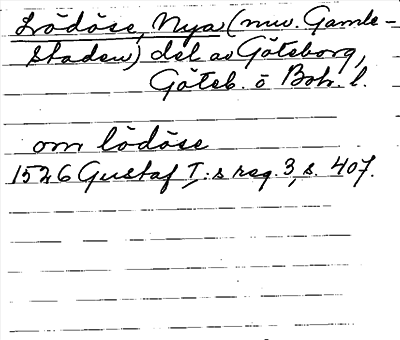 Lödöse, Nya (nuv. Gamle-
staden) del av Göteborg,
Göteb. o Boh. l.
om lödöse
1526 Gustaf I:s reg. 3, s. 407.